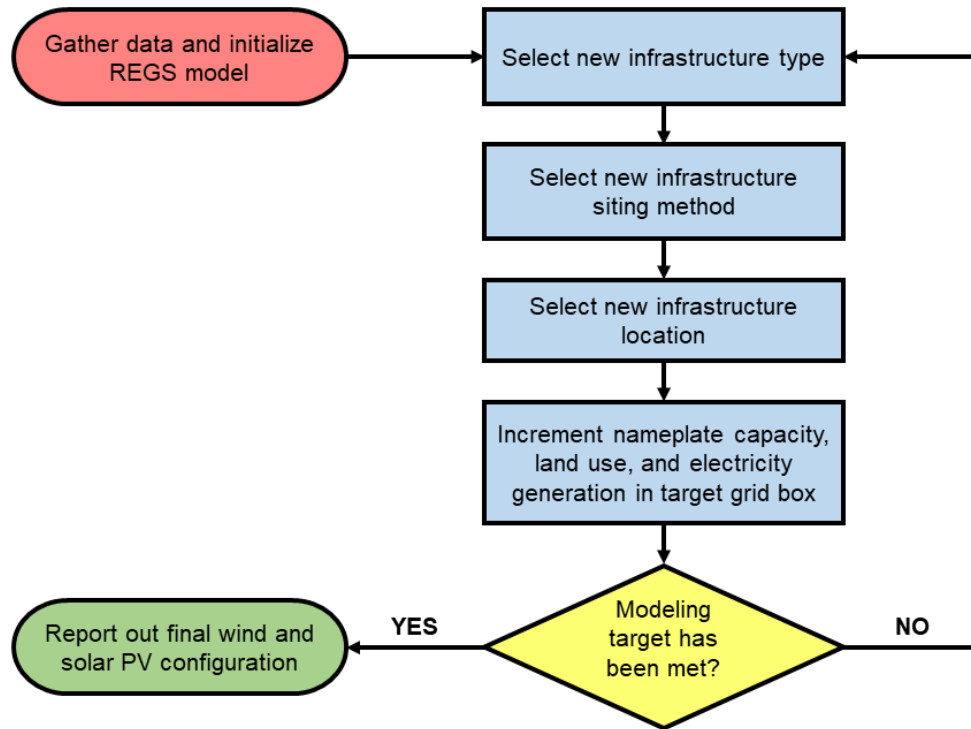 Gather data and initialize
REGS model
Select new infrastructure type
Select new infrastructure
siting method
Select new infrastructure
location
Increment nameplate capacity,
land use, and electricity
generation in target grid box
Modeling
target has
been met?
YES
NO
Report out final wind and
solar PV configuration